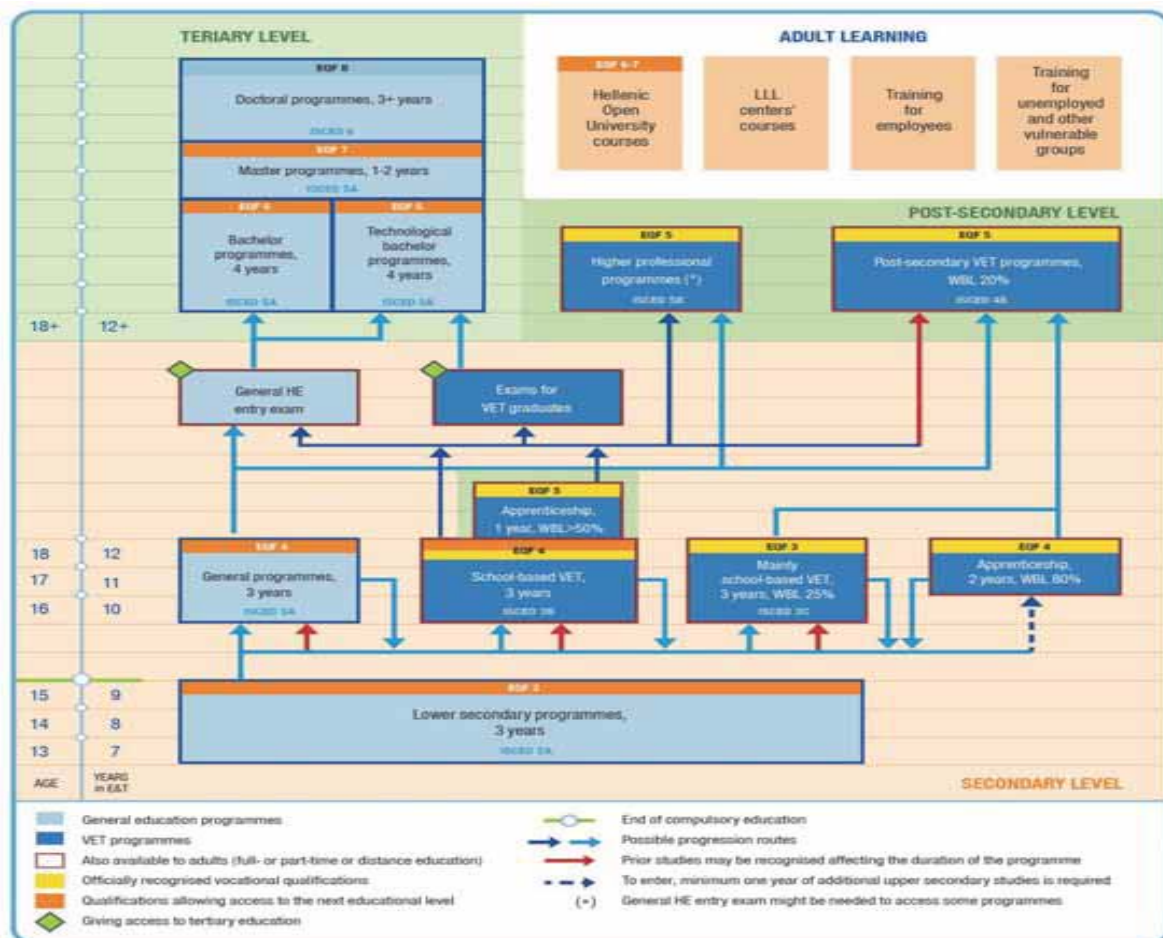 TERIARY LEVEL
EQF 8
Doctoral programmes, 3+ years
ISCED 6
EQF 7
Master programmes, 1-2 years
ISCED 5A
EQF 6
Bachelor
programmes,
4 years
ISCED 5A
EQF 6
Technological
bachelor
programmes,
4 years
ISCED 5A
ADULT LEARNING
EQF 6-7
Hellenic
Open
University
courses
LLL
centers'
courses
Training
for
employees
Training
for
unemployed
and other
vulnerable
groups
POST-SECONDARY LEVEL
EQF 5
Higher professional
programmes (*)
ISCED 5B
EQF 5
Post-secondary VET programmes,
WBL 20%
ISCED 4B
18+
12+
General HE
entry exam
Exams for
VET graduates
EQF 5
Apprenticeship,
1 year, WBL>50%
18
12
17
11
16
10
EQF 4
General programmes,
3 years
ISCED 3A
EQF 4
School-based VET,
3 years
ISCED 3B
EQF 3
Mainly
school-based VET,
3 years, WBL 25%
ISCED 3C
EQF 4
Apprenticeship,
2 years, WBL 80%
15
9
14
8
13
7
EQF 2
Lower secondary programmes,
3 years
ISCED 2A
AGE
YEARS
in E&T
SECONDARY LEVEL
General education programmes
VET programmes
Also available to adults (full- or part-time or distance education)
Officially recognised vocational qualifications
Qualifications allowing access to the next educational level
Giving access to tertiary education
End of compulsory education
Possible progression routes
Prior studies may be recognised affecting the duration of the programme
To enter, minimum one year of additional upper secondary studies is required
(*) General HE entry exam might be needed to access some programmes